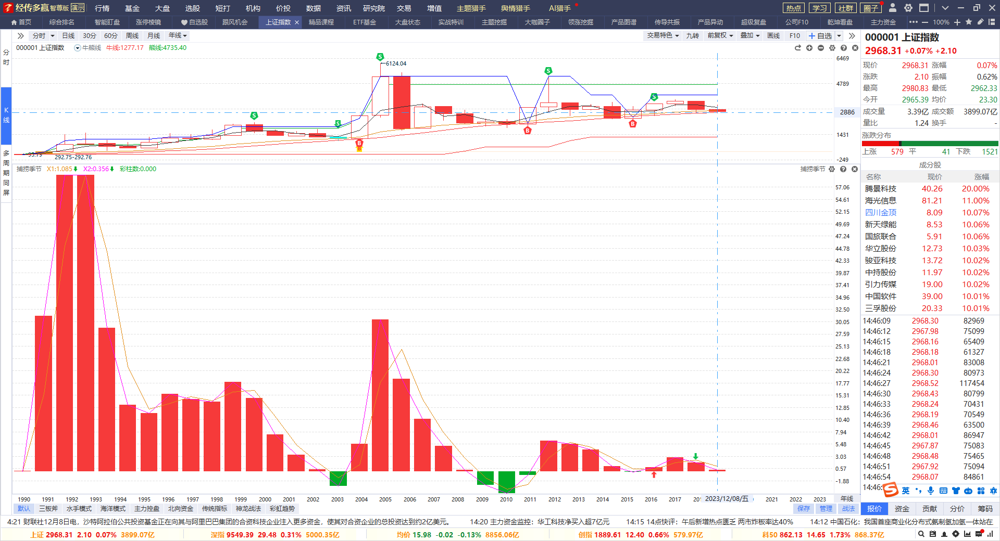 经传多赢 智尊版 演示 行情 基金 大盘 选股 短打 机构 价投 数据 资讯 研究院 交易 增值 主题猎手 舆情猎手 AI猎手 热点 学习 社群 圈子
首页 综合排名 智能盯盘 涨停棱镜 自选股 跟风机会 上证指数 精品课程 ETF基金 大盘状态 实战特训 主题挖掘 大咖圈子 领涨挖掘 产品图谱 传导共振 产品异动 超级复盘 公司F10 乾坤看盘 主力资金 100%
分时 日线 30分 60分 周线 月线 年线 交易特色 九转 前复权 叠加 画线 F10 自选
000001 上证指数 牛熊线 牛线:1277.17 熊线:4735.40
分时
K线
多周期同屏
6469
4789
2886
1431
-249
S
6124.04
S
S
S
S
B
B
B
B
292.75-292.76
捕捞季节 X1:1.085 X2:0.356 彩柱数:0.000
捕捞季节
57.06
54.61
52.15
49.69
47.24
44.78
42.33
39.87
37.41
34.96
32.50
30.05
27.59
25.13
22.68
20.22
17.77
15.31
12.85
10.40
7.94
5.48
3.03
0.57
-1.88
1990 1991 1992 1993 1994 1995 1996 1997 1998 1999 2000 2001 2002 2003 2004 2005 2006 2007 2008 2009 2010 2011 2012 2013 2014 2015 2016 2017 2023/12/08/五 2021 2022 2023 年线
默认 三板斧 水手模式 海洋模式 主力控盘 北向资金 传统指标 神龙战法 彩虹趋势 保存 管理 战法
000001 上证指数
2968.31 +0.07% +2.10
现价 2968.31 涨幅 0.07%
涨跌 2.10 振幅 0.62%
最高 2980.83 最低 2962.33
今开 2965.39 均价 23.30
成交量 3.39亿 成交额 3899.07亿
量比 1.24 换手 -
涨跌分布
上涨 579 平 41 下跌 1521
成分股
名称 现价 涨幅
腾景科技 40.26 20.00%
海光信息 81.21 11.00%
四川金顶 8.09 10.07%
新天绿能 8.53 10.06%
国旅联合 5.91 10.06%
华立股份 12.73 10.03%
骏亚科技 13.72 10.02%
中持股份 11.97 10.02%
引力传媒 19.00 10.02%
中国软件 39.00 10.01%
三孚股份 20.33 10.01%
14:46:09 2968.30 82969
14:46:12 2967.98 75099
14:46:15 2968.16 65409
14:46:18 2968.18 61327
14:46:21 2968.01 83008
14:46:24 2968.30 80973
14:46:27 2968.52 117454
14:46:30 2968.43 80799
14:46:33 2968.24 70431
14:46:36 2968.19 70549
14:46:39 2968.46 63500
14:46:42 2968.01 86947
14:46:45 2967.87 75083
14:46:48 2968.48 75465
14:46:51 2967.92 75094
14:46:54 2968.07 84861
14:46: S 英
报价 资金 贡献 分价 筹码
4:21 财联社12月8日电，沙特阿拉伯公共投资基金正在向其与阿里巴巴集团的合资科技企业注入更多资金，使其对合资企业的总投资达到约2亿美元。 14:20 主力资金监控：华工科技净买入超7亿元 14:15 14点快评：午后新增热点匮乏 两市炸板率达40% 14:12 中国石化：我国首座商业化分布式氨制氢加氢一体站在
上证 2968.31 2.10 0.07% 3899.07亿 深指 9549.39 29.48 0.31% 5000.35亿 均价 15.98 -0.02 -0.13% 8856.06亿 创指 1889.61 12.40 0.66% 579.97亿 科50 862.13 14.65 1.73% 868.37亿